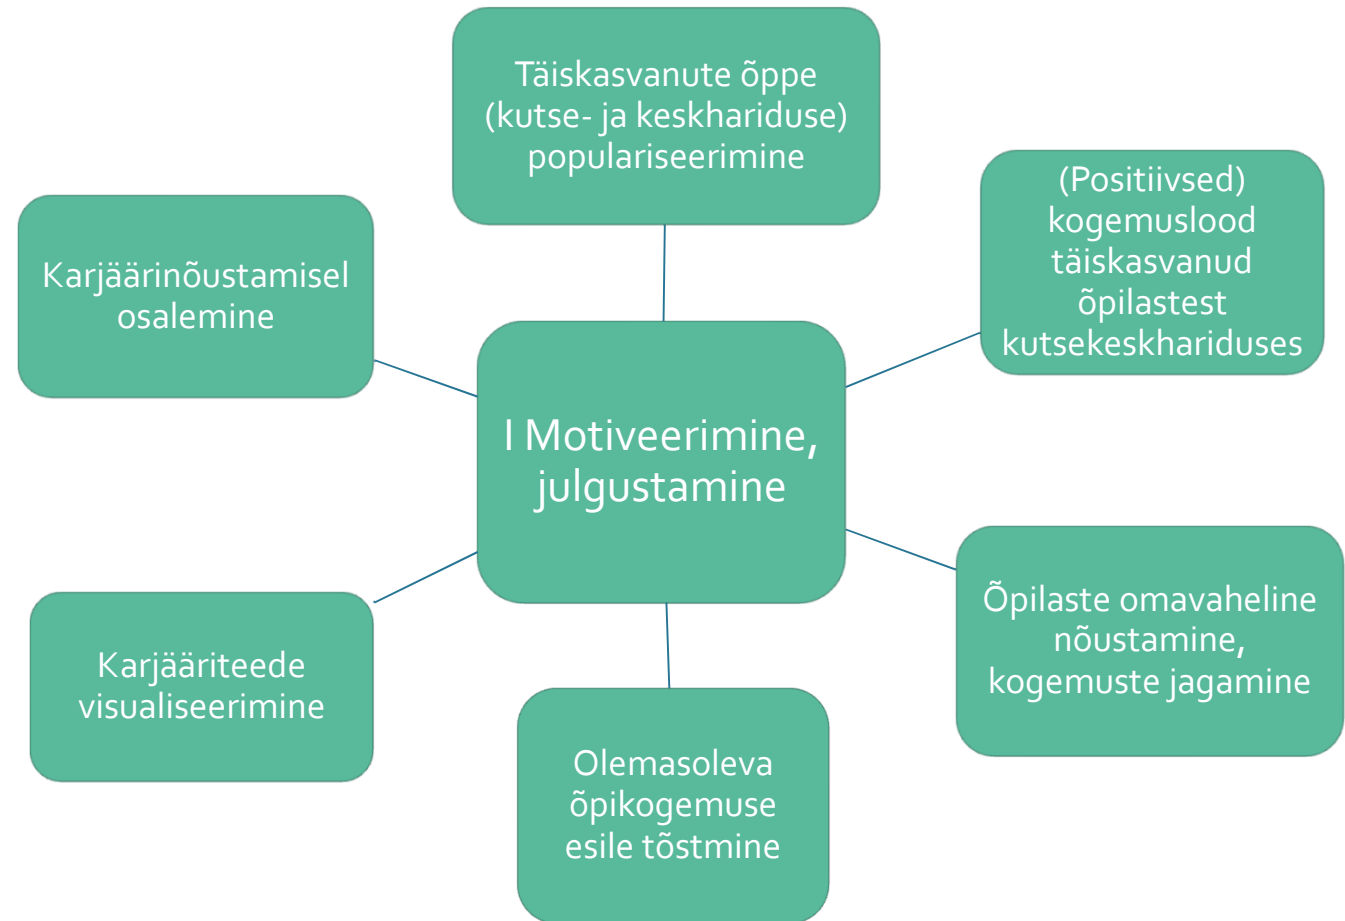 Täiskasvanute õppe
(kutse- ja keskhariduse)
populariseerimine
(Positiivsed)
kogemuslood
täiskasvanud
õpilastest
kutsekeskhariduses
Karjäärinõustamisel
osalemine
I Motiveerimine,
julgustamine
Õpilaste omavaheline
nõustamine,
kogemuste jagamine
Karjääriteede
visualiseerimine
Olemasoleva
õpikogemuse
esile tõstmine